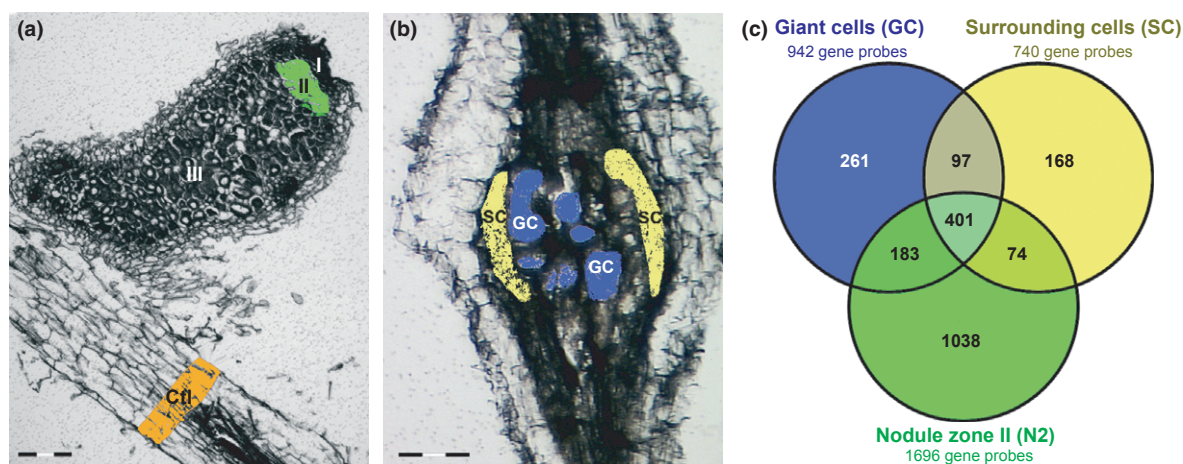 (a)
I
II
III
Ctl
(b)
SC
GC
SC
GC
(c)
Giant cells (GC)
942 gene probes
Surrounding cells (SC)
740 gene probes
261
97
168
401
183
74
1038
Nodule zone II (N2)
1696 gene probes